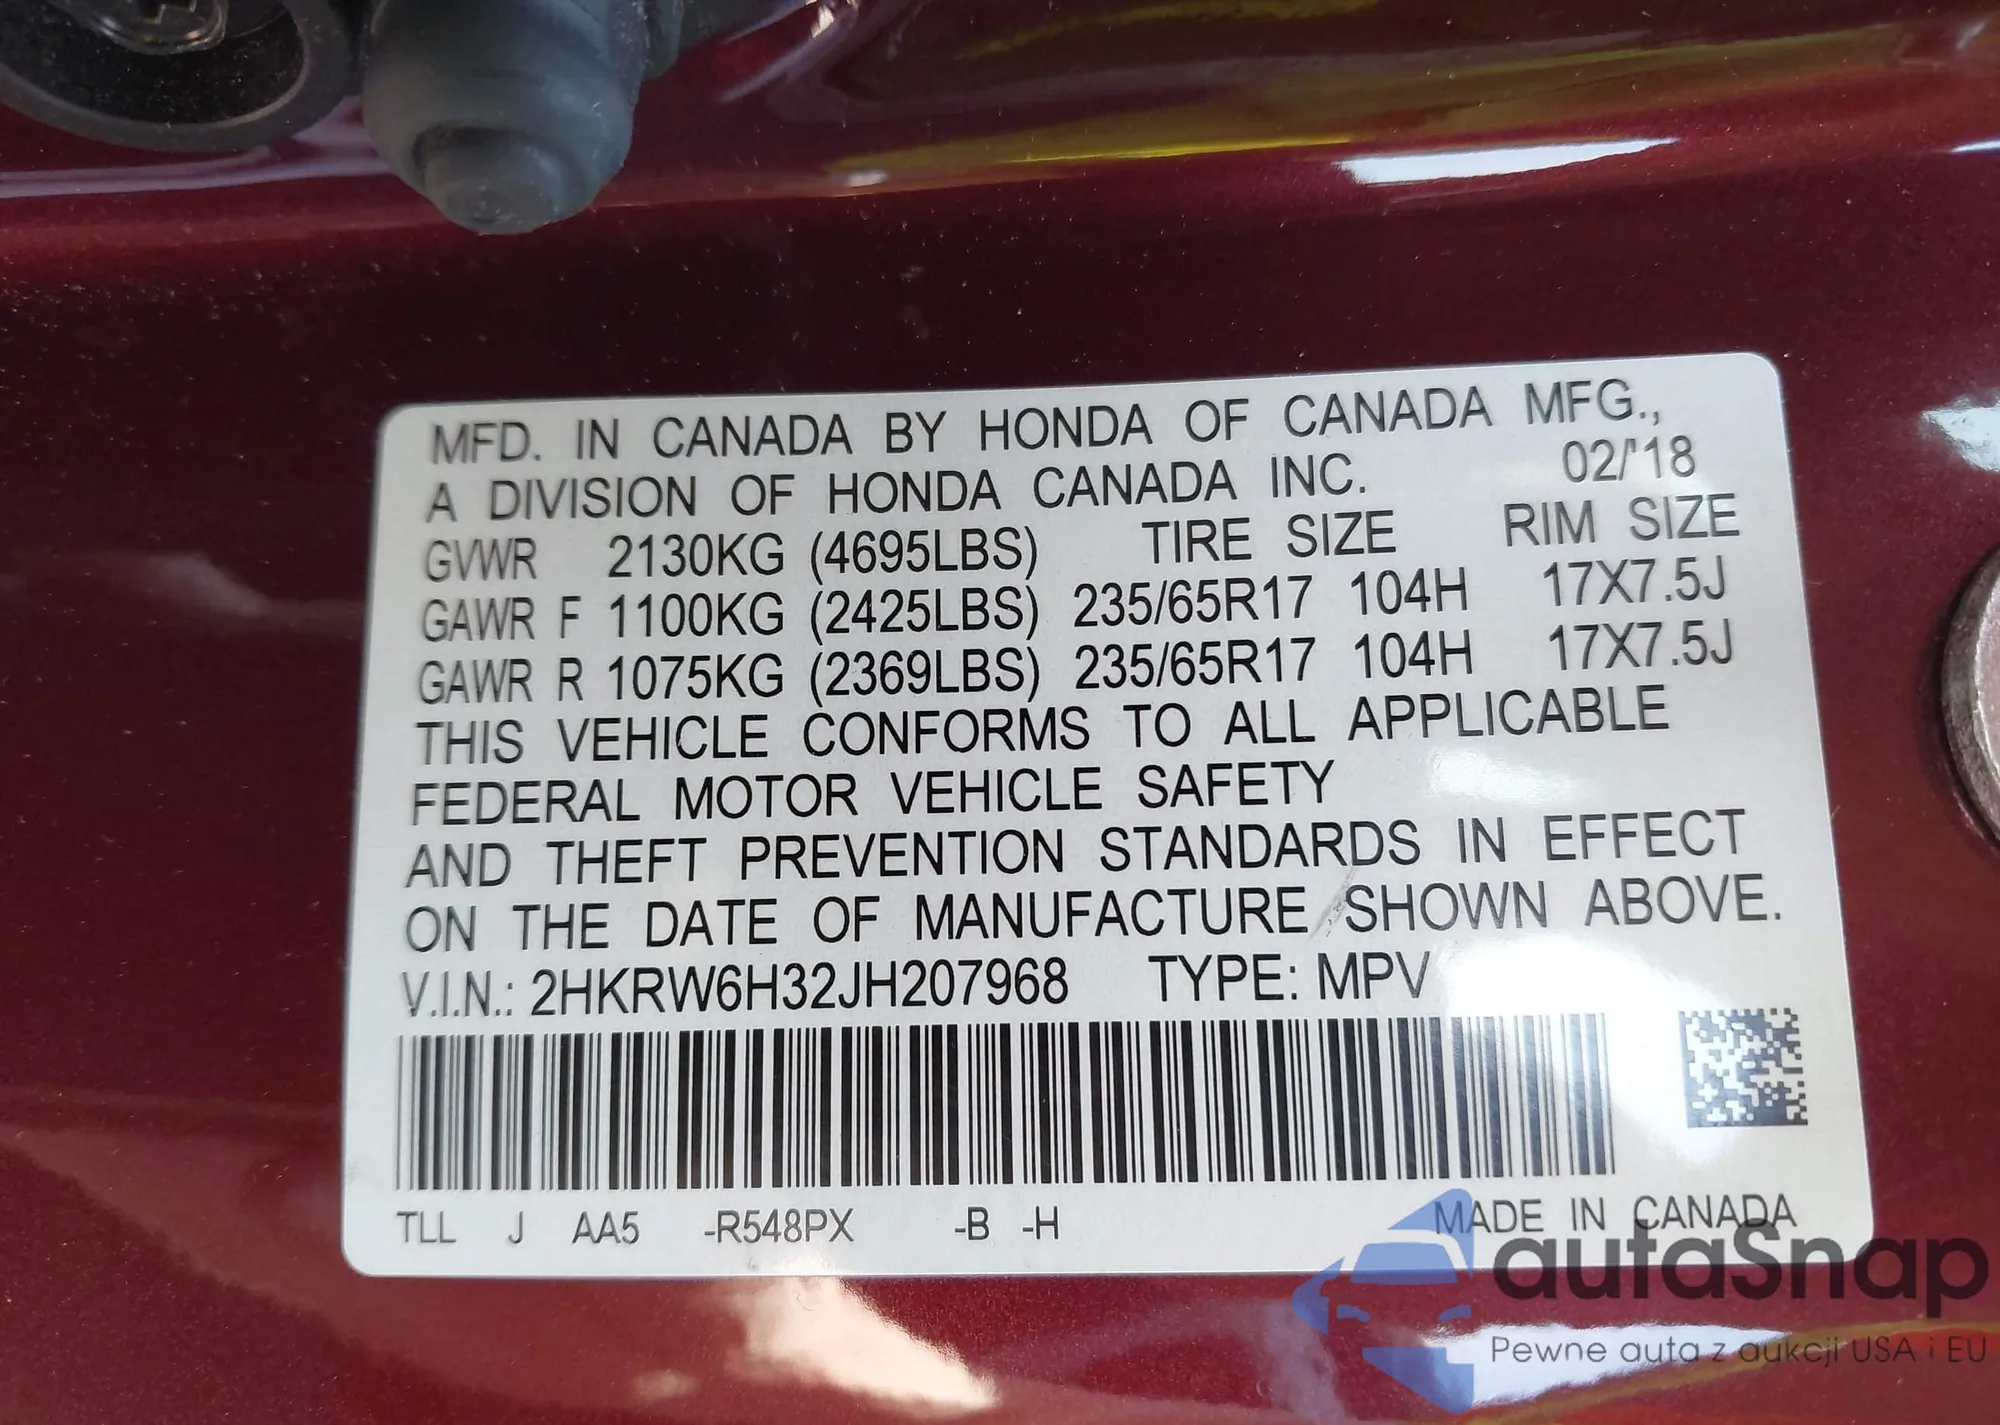 MFD. IN CANADA BY HONDA OF CANADA MFG.,
A DIVISION OF HONDA CANADA INC. 02/'18
GVWR 2130KG (4695LBS) TIRE SIZE RIM SIZE
GAWR F 1100KG (2425LBS) 235/65R17 104H 17X7.5J
GAWR R 1075KG (2369LBS) 235/65R17 104H 17X7.5J
THIS VEHICLE CONFORMS TO ALL APPLICABLE
FEDERAL MOTOR VEHICLE SAFETY
AND THEFT PREVENTION STANDARDS IN EFFECT
ON THE DATE OF MANUFACTURE SHOWN ABOVE.
V.I.N.: 2HKRW6H32JH207968 TYPE: MPV
TLL J AA5 -R548PX -B -H MADE IN CANADA
autaSnap
Pewne auta z aukcji USA i EU